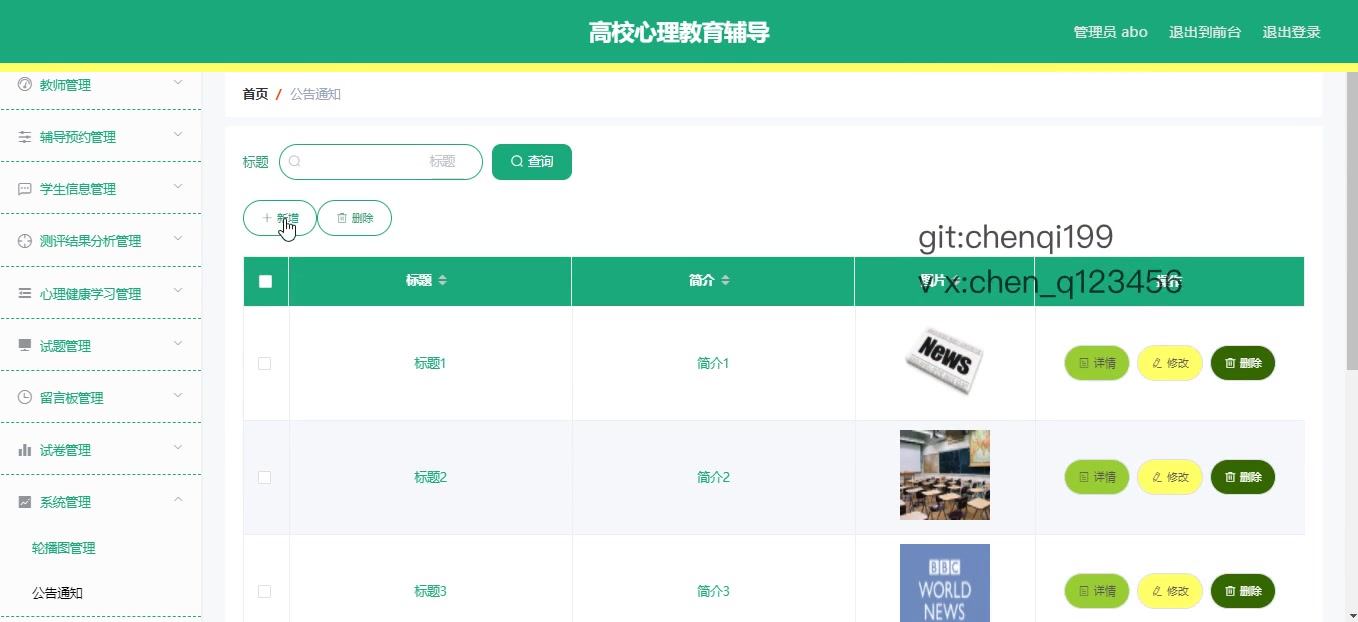 高校心理教育辅导
管理员 abo 退出到前台 退出登录
教师管理
辅导预约管理
学生信息管理
测评结果分析管理
心理健康学习管理
试题管理
留言板管理
试卷管理
系统管理
轮播图管理
公告通知
首页 / 公告通知
标题 标题 查询
新增 删除
git:chenqi199
标题 简介 图片 操作
v x:chen_q123456
标题1 简介1 News 详情 修改 删除
标题2 简介2 详情 修改 删除
标题3 简介3 BBC WORLD NEWS 详情 修改 删除